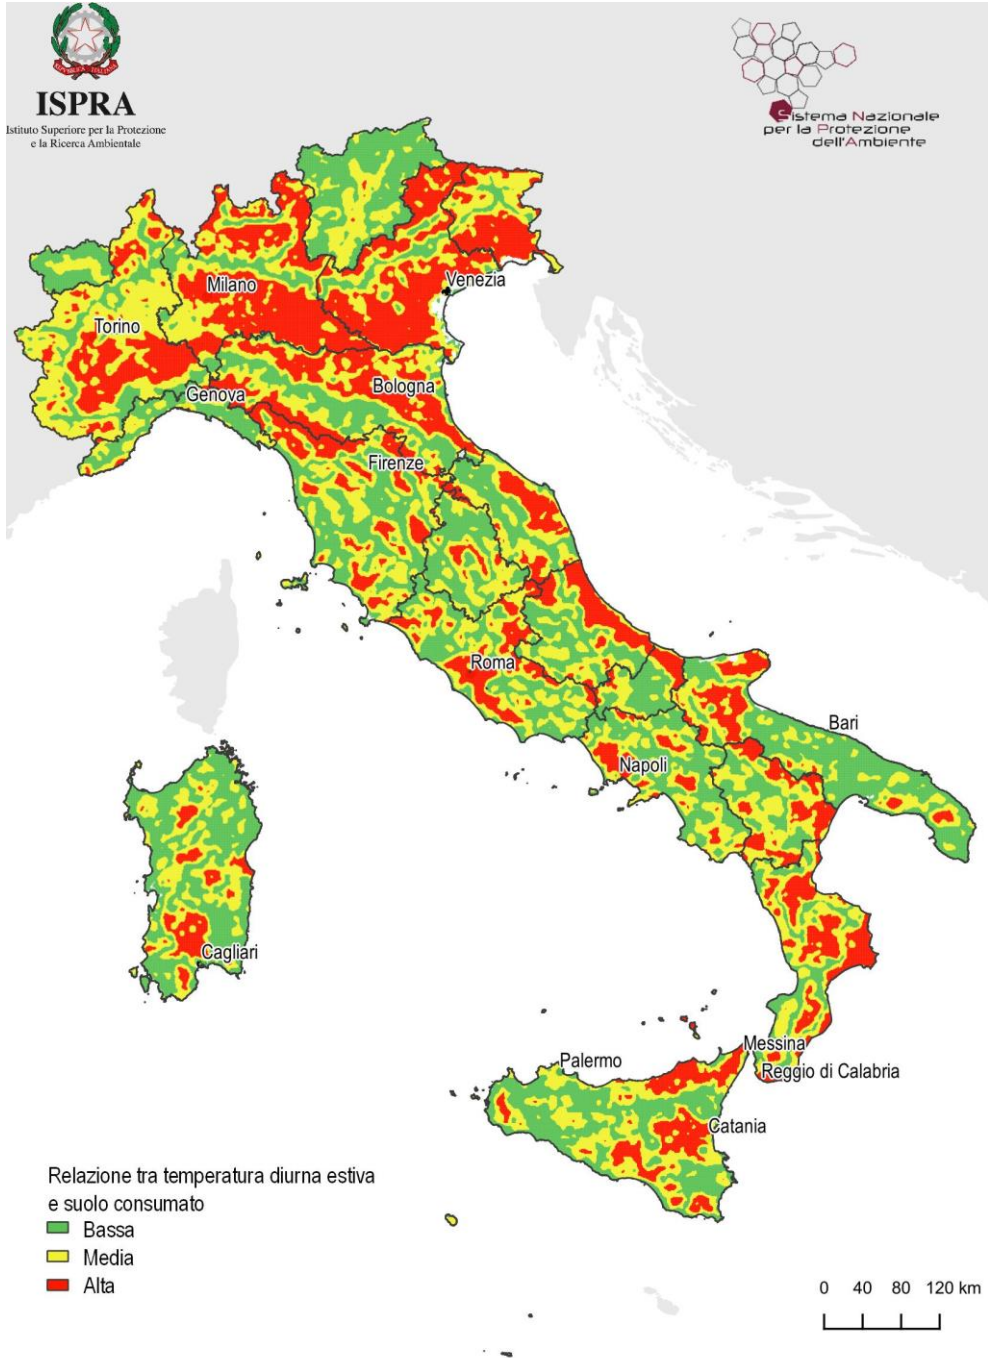 REPVBBLICA ITALIANA
ISPRA
Istituto Superiore per la Protezione
e la Ricerca Ambientale
Sistema Nazionale
per la Protezione
dell'Ambiente
Milano
Venezia
Torino
Genova
Bologna
Firenze
Roma
Bari
Napoli
Cagliari
Messina
Palermo
Reggio di Calabria
Catania
Relazione tra temperatura diurna estiva
e suolo consumato
Bassa
Media
Alta
0 40 80 120 km